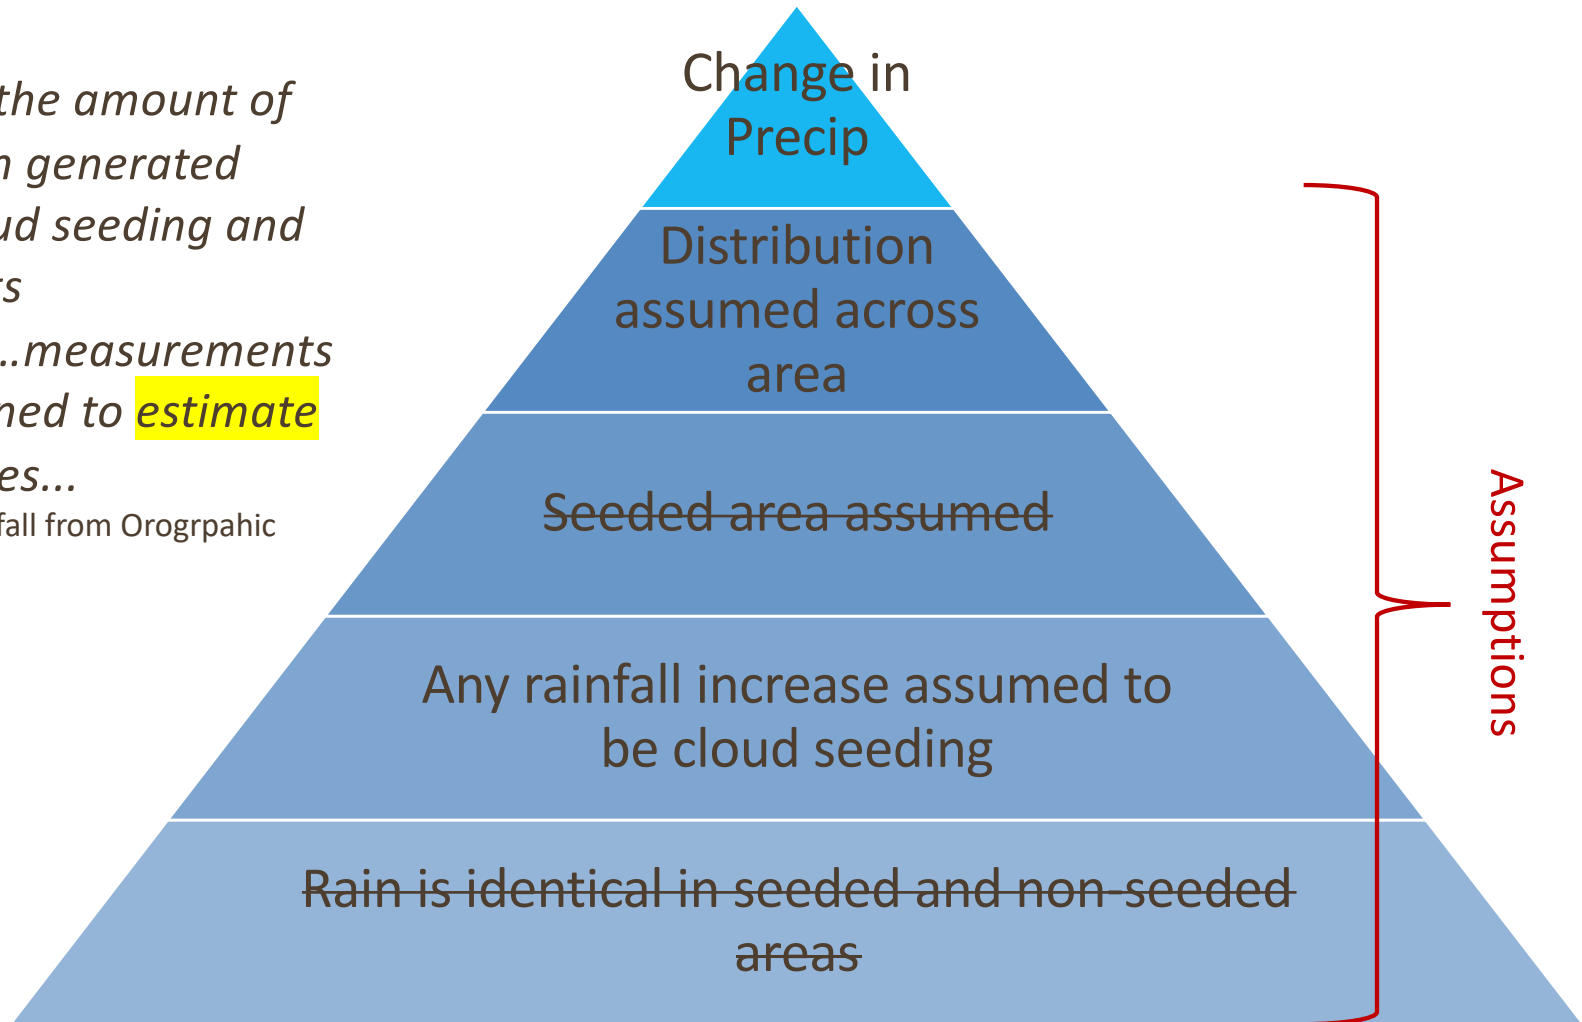 the amount of
n generated
ud seeding and
ts
...measurements
ned to estimate
es...
fall from Orogrpahic
Change in
Precip
Distribution
assumed across
area
Seeded area assumed
Any rainfall increase assumed to
be cloud seeding
Rain is identical in seeded and non-seeded
areas
Assumptions